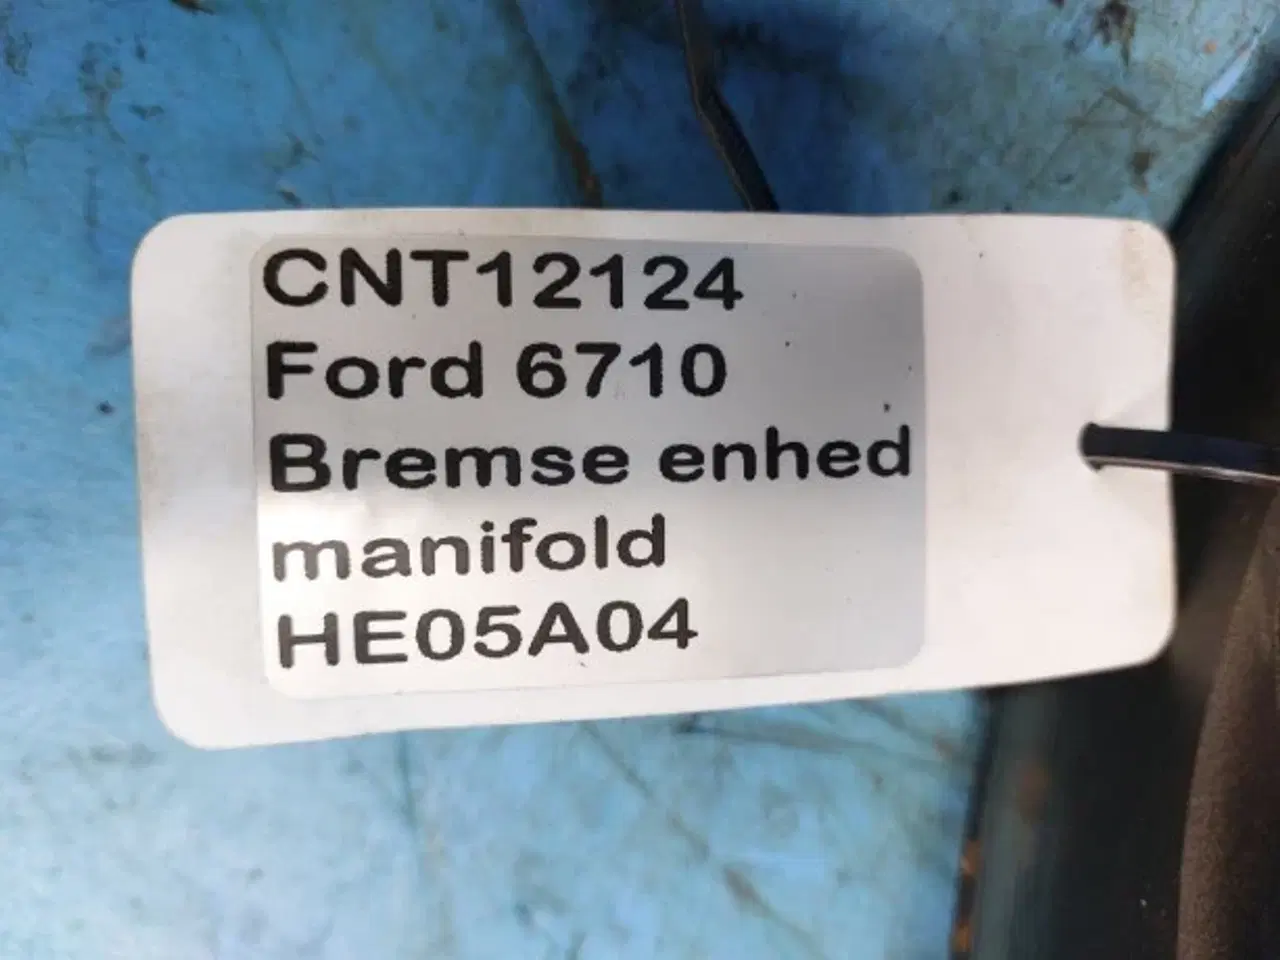 CNT12124
Ford 6710
Bremse enhed
manifold
HE05A04